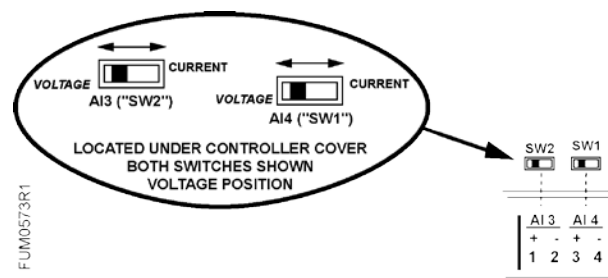 VOLTAGE CURRENT
AI3 ("SW2")
VOLTAGE CURRENT
AI4 ("SW1")
LOCATED UNDER CONTROLLER COVER
BOTH SWITCHES SHOWN
VOLTAGE POSITION
FUM0573R1
SW2 SW1
AI 3 AI 4
+ - + -
1 2 3 4